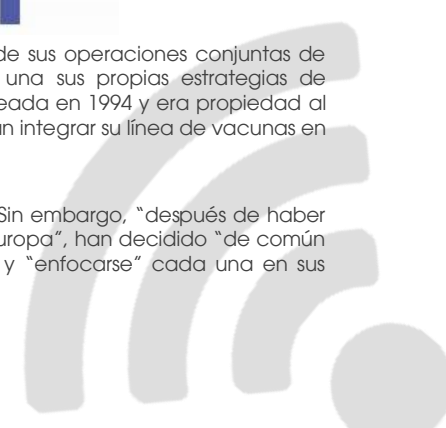 de sus operaciones conjuntas de
una sus propias estrategias de
eada en 1994 y era propiedad al
n integrar su línea de vacunas en
Sin embargo, “después de haber
uropa”, han decidido “de común
y “enfocarse” cada una en sus